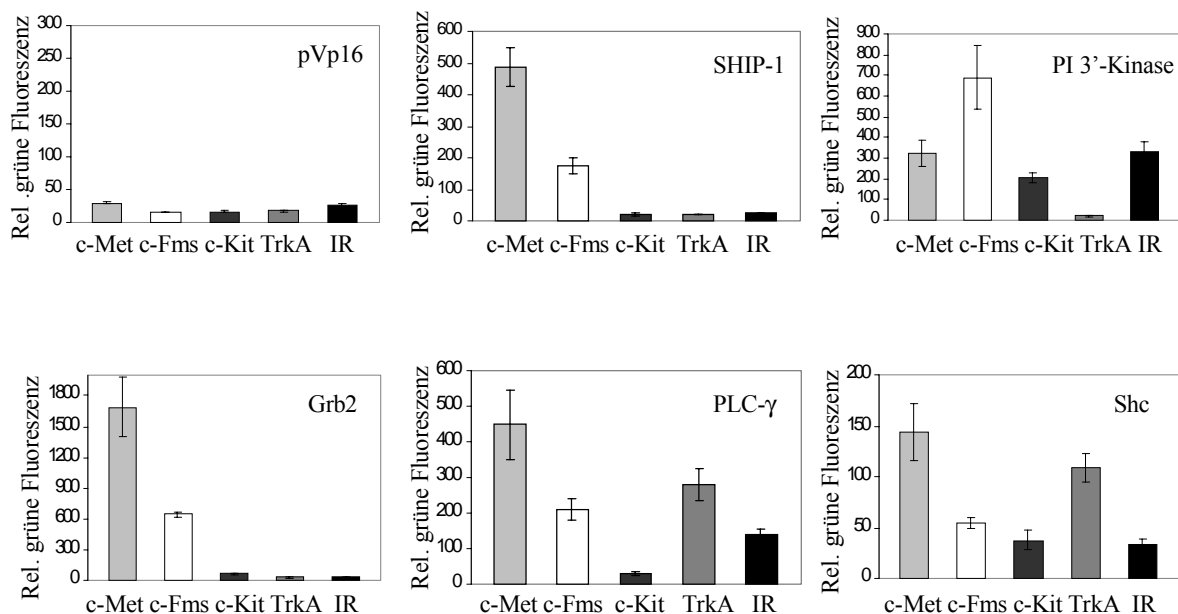 Rel .grüne Fluoreszenz
300
250
200
150
100
50
0
pVp16
c-Met c-Fms c-Kit TrkA IR
Rel. grüne Fluoreszenz
600
500
400
300
200
100
0
SHIP-1
c-Met c-Fms c-Kit TrkA IR
Rel. grüne Fluoreszenz
900
800
700
600
500
400
300
200
100
0
PI 3’-Kinase
c-Met c-Fms c-Kit TrkA IR
Rel. grüne Fluoreszenz
1800
1500
1200
900
600
300
0
Grb2
c-Met c-Fms c-Kit TrkA IR
Rel. grüne Fluoreszenz
600
500
400
300
200
100
0
PLC-γ
c-Met c-Fms c-Kit TrkA IR
Rel. grüne Fluoreszenz
200
150
100
50
0
Shc
c-Met c-Fms c-Kit TrkA IR